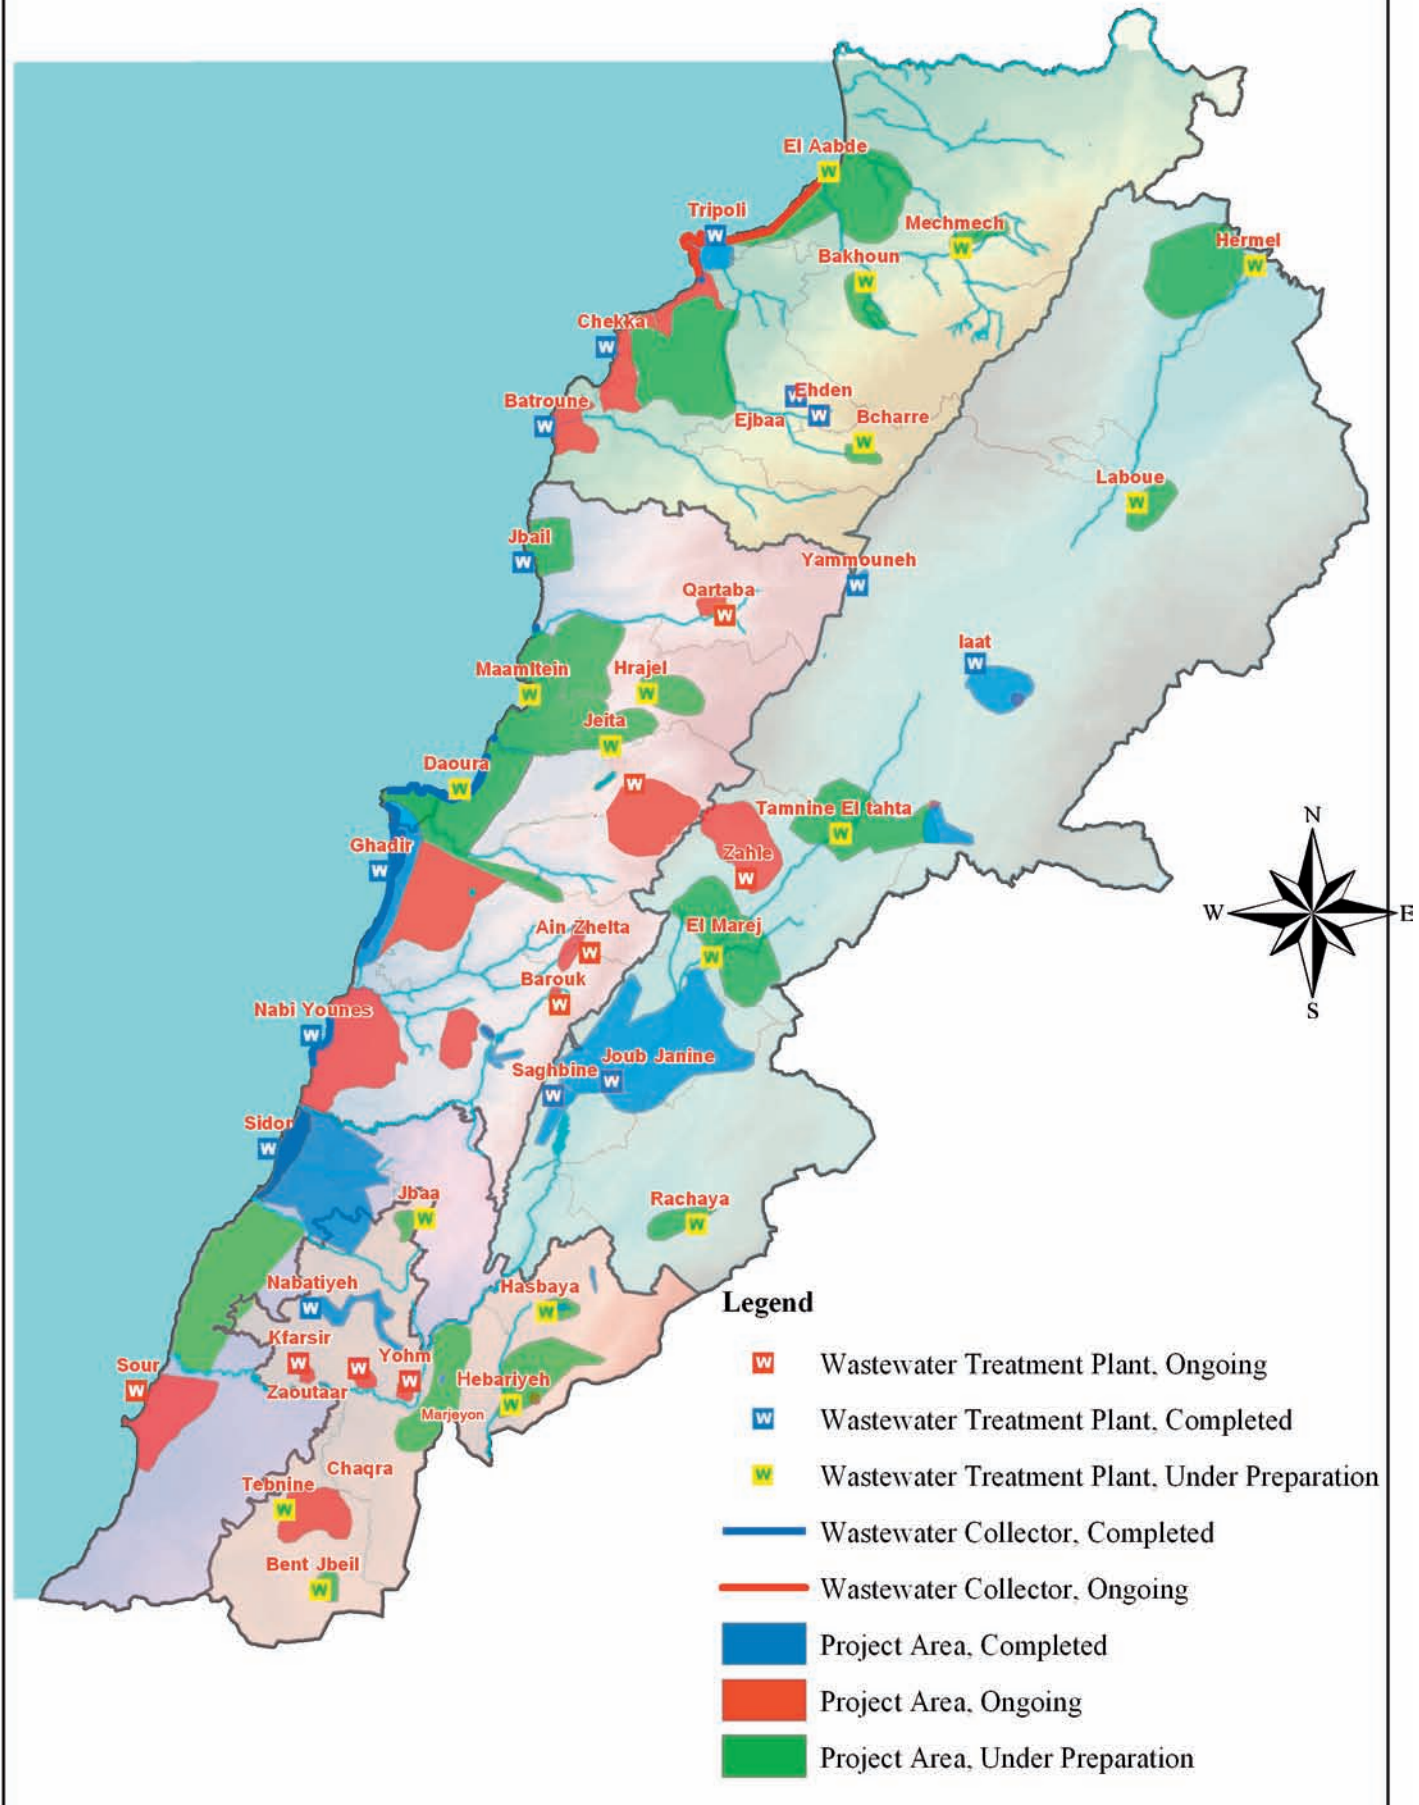 El Aabde
Tripoli
Mechmech
Hermel
Bakhoun
Chekka
Ehden
Batroune
Ejbaa
Bcharre
Laboue
Jbail
Yammouneh
Qartaba
Iaat
Maamltein
Hrajel
Jeita
Daoura
Tamnine El tahta
Ghadir
Zahle
N
W
E
S
Ain Zhelta
El Marej
Barouk
Nabi Younes
Joub Janine
Saghbine
Sidon
Jbaa
Rachaya
Nabatiyeh
Hasbaya
Kfarsir
Sour
Yohm
Zaoutaar
Hebariyeh
Marjeyon
Chaqra
Tebnine
Bent Jbeil
Legend
W Wastewater Treatment Plant, Ongoing
W Wastewater Treatment Plant, Completed
W Wastewater Treatment Plant, Under Preparation
Wastewater Collector, Completed
Wastewater Collector, Ongoing
Project Area, Completed
Project Area, Ongoing
Project Area, Under Preparation